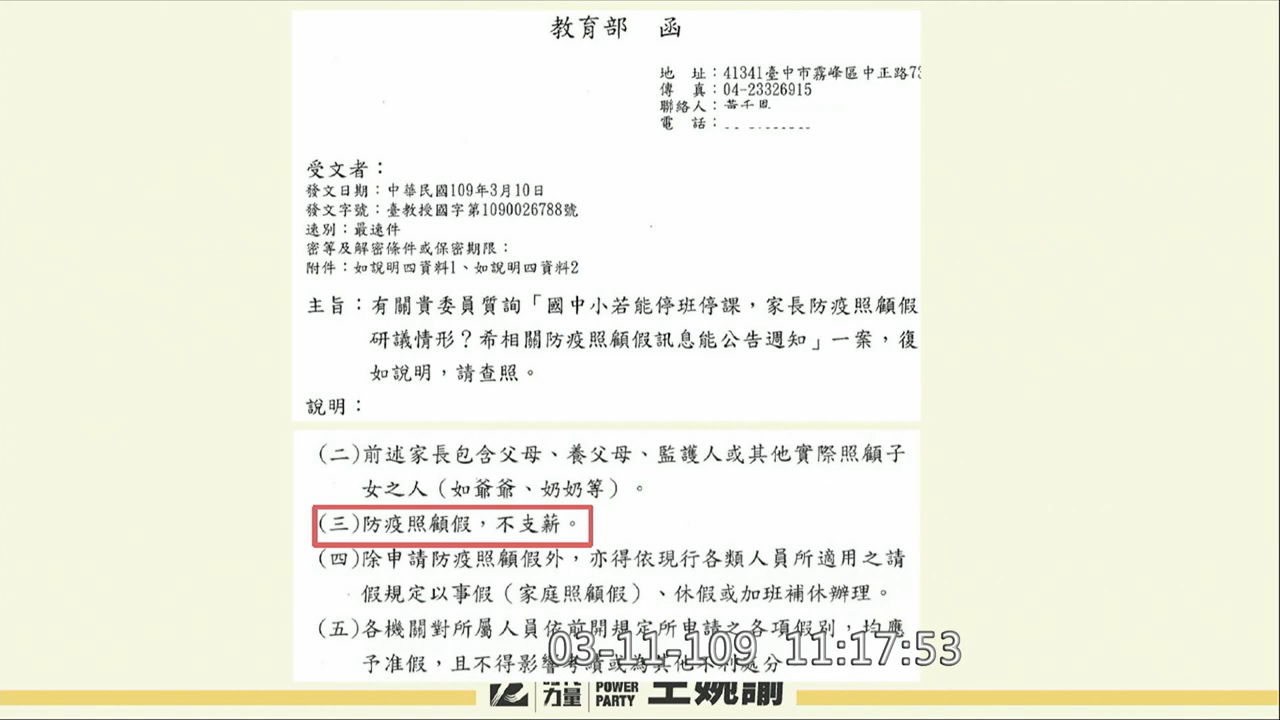 教育部 函
地 址：41341臺中市霧峰區中正路73
傳 真：04-23326915
聯絡人：
電 話：
受文者：
發文日期：中華民國109年3月10日
發文字號：臺教授國字第1090026788號
速別：最速件
密等及解密條件或保密期限：
附件：如說明四資料1、如說明四資料2
主旨：有關貴委員質詢「國中小若能停班停課，家長防疫照顧假
研議情形？希相關防疫照顧假訊息能公告週知」一案，復
如說明，請查照。
說明：
(二)前述家長包含父母、養父母、監護人或其他實際照顧子
女之人（如爺爺、奶奶等）。
(三)防疫照顧假，不支薪。
(四)除申請防疫照顧假外，亦得依現行各類人員所適用之請
假規定以事假（家庭照顧假）、休假或加班補休辦理。
(五)各機關對所屬人員依前開規定所申請之各項假別，均應
予准假，且不得影響考績或為其他不利處分
03-11-109 11:17:53
力量 POWER PARTY 王婉諭